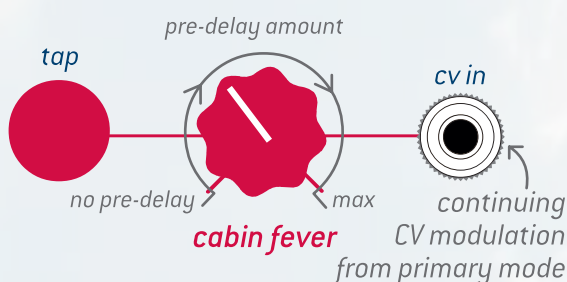 pre-delay amount
tap
cv in
no pre-delay
max
cabin fever
continuing
CV modulation
from primary mode